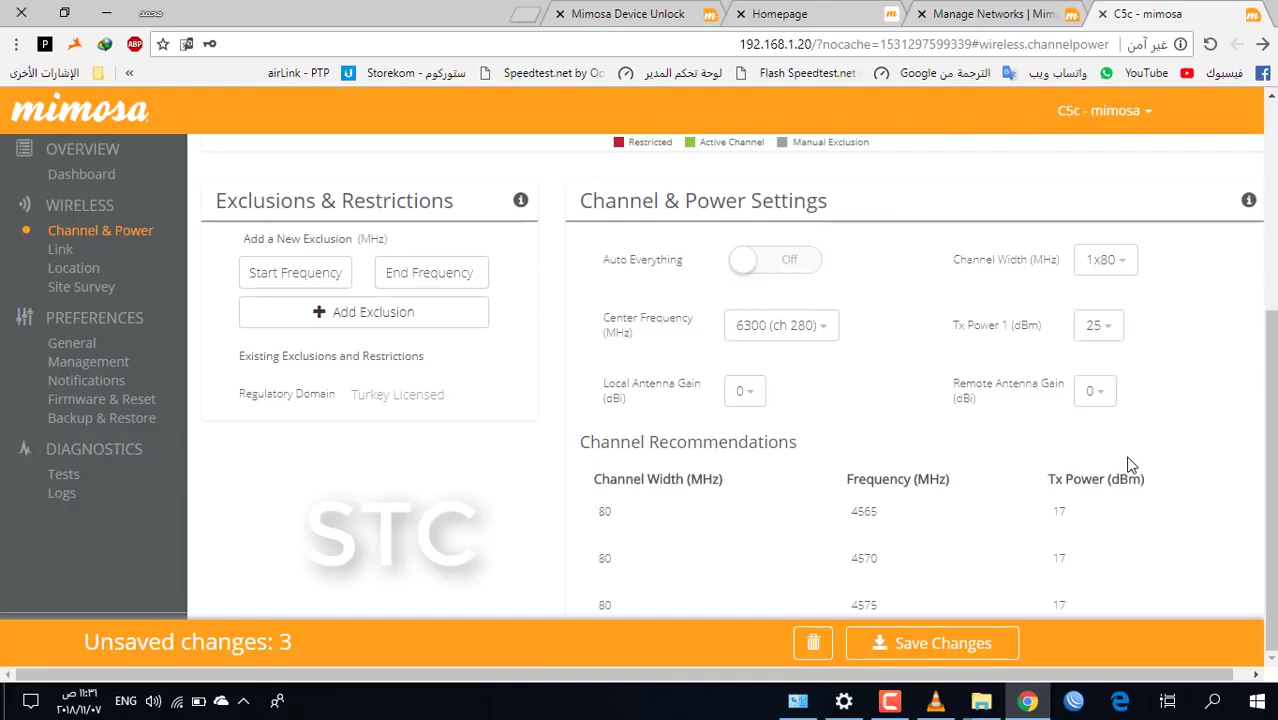 محمد
Mimosa Device Unlock
Homepage
Manage Networks | Mim
C5c - mimosa
192.168.1.20/?nocache=1531297599339#wireless.channelpower
غير آمن
الإشارات الأخرى
airLink - PTP
Storekom - ستوركوم
Speedtest.net by Oo
لوحة تحكم المدير
Flash Speedtest.net
الترجمة من Google
واتساب ويب
YouTube
فيسبوك
mimosa
C5c - mimosa
Restricted
Active Channel
Manual Exclusion
OVERVIEW
Dashboard
WIRELESS
Channel & Power
Link
Location
Site Survey
PREFERENCES
General
Management
Notifications
Firmware & Reset
Backup & Restore
DIAGNOSTICS
Tests
Logs
Exclusions & Restrictions
Add a New Exclusion (MHz)
Start Frequency
End Frequency
Add Exclusion
Existing Exclusions and Restrictions
Regulatory Domain Turkey Licensed
STC
Channel & Power Settings
Auto Everything Off
Channel Width (MHz) 1x80
Center Frequency (MHz) 6300 (ch 280)
Tx Power 1 (dBm) 25
Local Antenna Gain (dBi) 0
Remote Antenna Gain (dBi) 0
Channel Recommendations
Channel Width (MHz) Frequency (MHz) Tx Power (dBm)
80 4565 17
80 4570 17
80 4575 17
Unsaved changes: 3
Save Changes
ENG
١١:٣١ ص
٢٠١٨/١١/٠٧